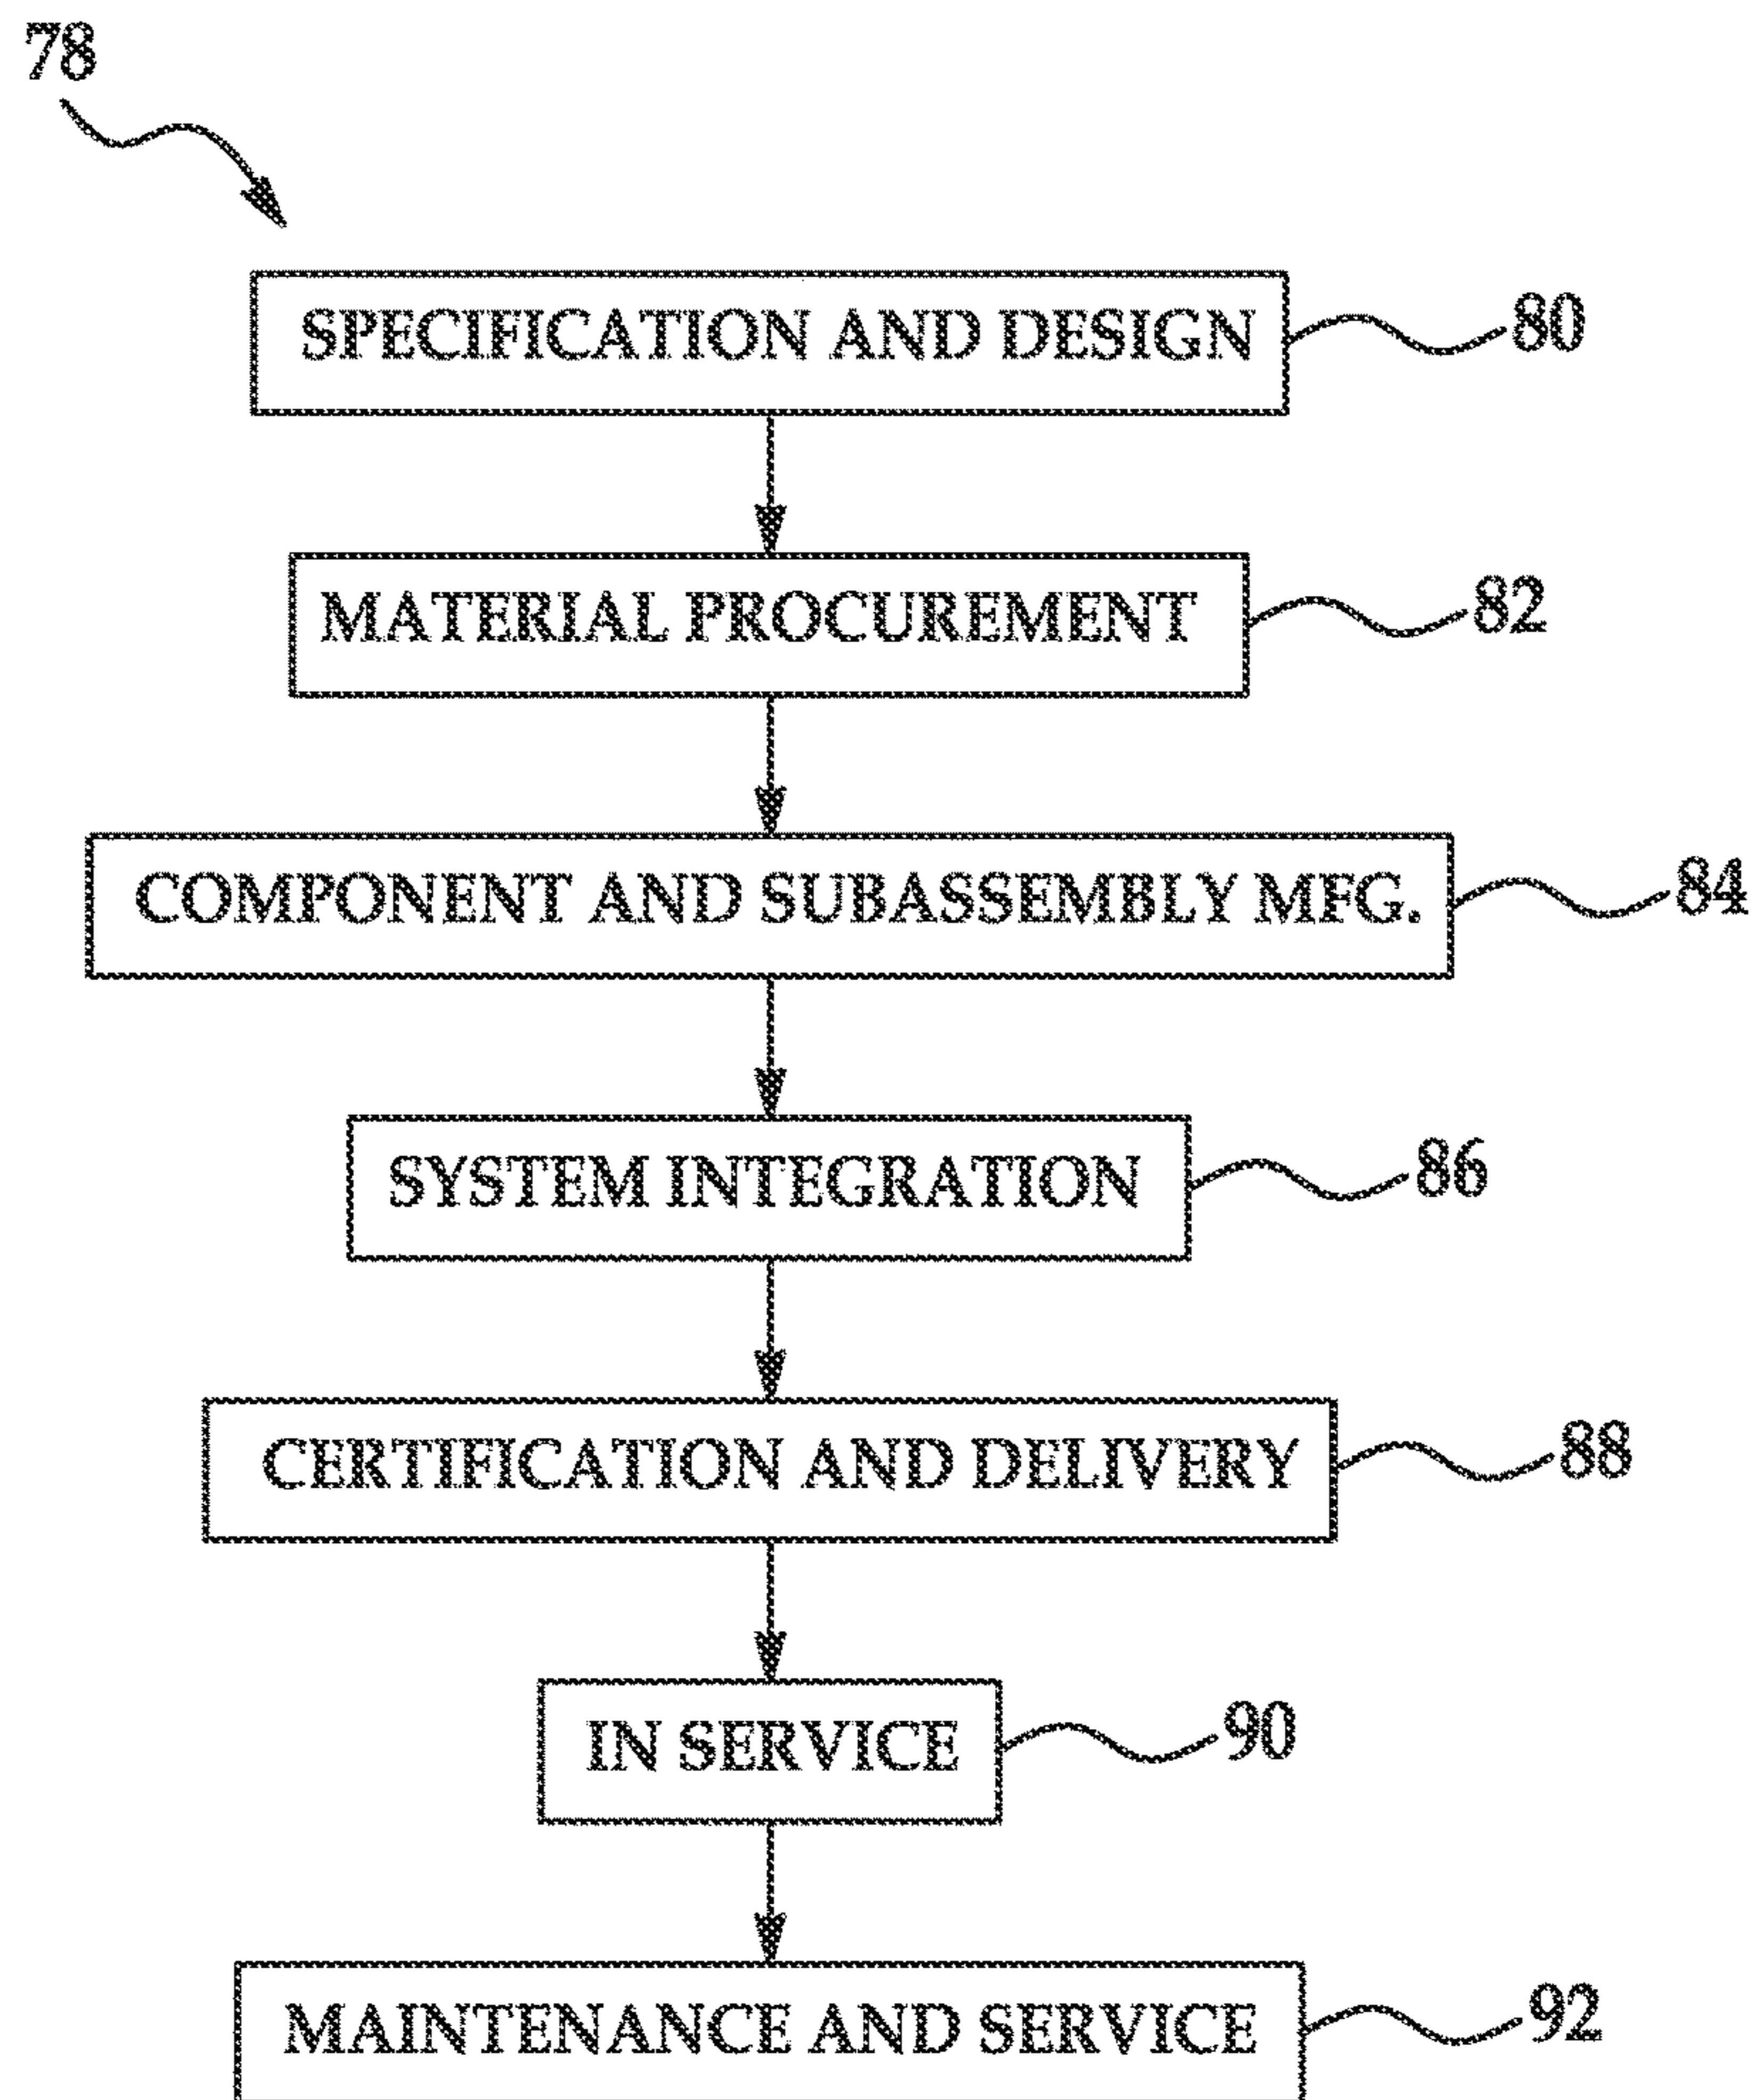 78
SPECIFICATION AND DESIGN 80
MATERIAL PROCUREMENT 82
COMPONENT AND SUBASSEMBLY MFG. 84
SYSTEM INTEGRATION 86
CERTIFICATION AND DELIVERY 88
IN SERVICE 90
MAINTENANCE AND SERVICE 92